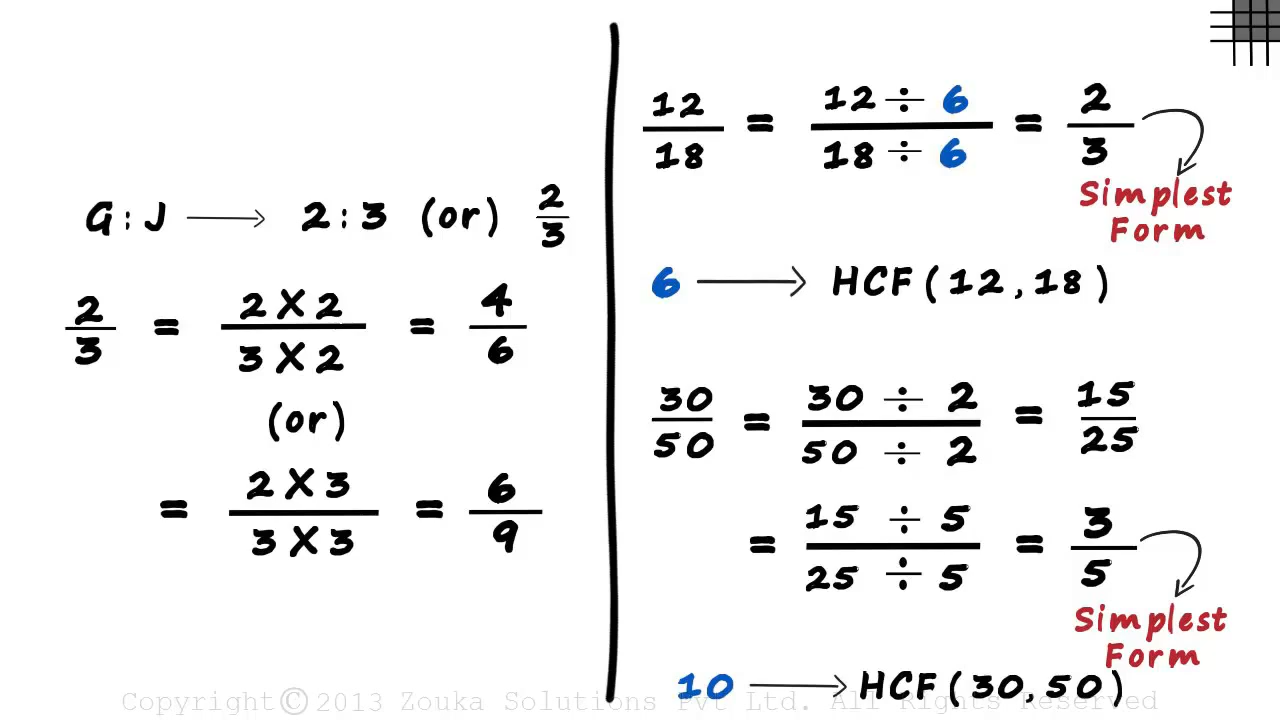 G : J ⟶ 2 : 3 (or) 2/3
2/3 = 2 X 2 / 3 X 2 = 4/6
(or)
= 2 X 3 / 3 X 3 = 6/9
12/18 = 12 ÷ 6 / 18 ÷ 6 = 2/3
Simplest
Form
6 ⟶ HCF(12,18)
30/50 = 30 ÷ 2 / 50 ÷ 2 = 15/25
= 15 ÷ 5 / 25 ÷ 5 = 3/5
Simplest
Form
10 ⟶ HCF(30,50)
Copyright © 2013 Zouka Solutions Pvt Ltd. All Rights Reserved